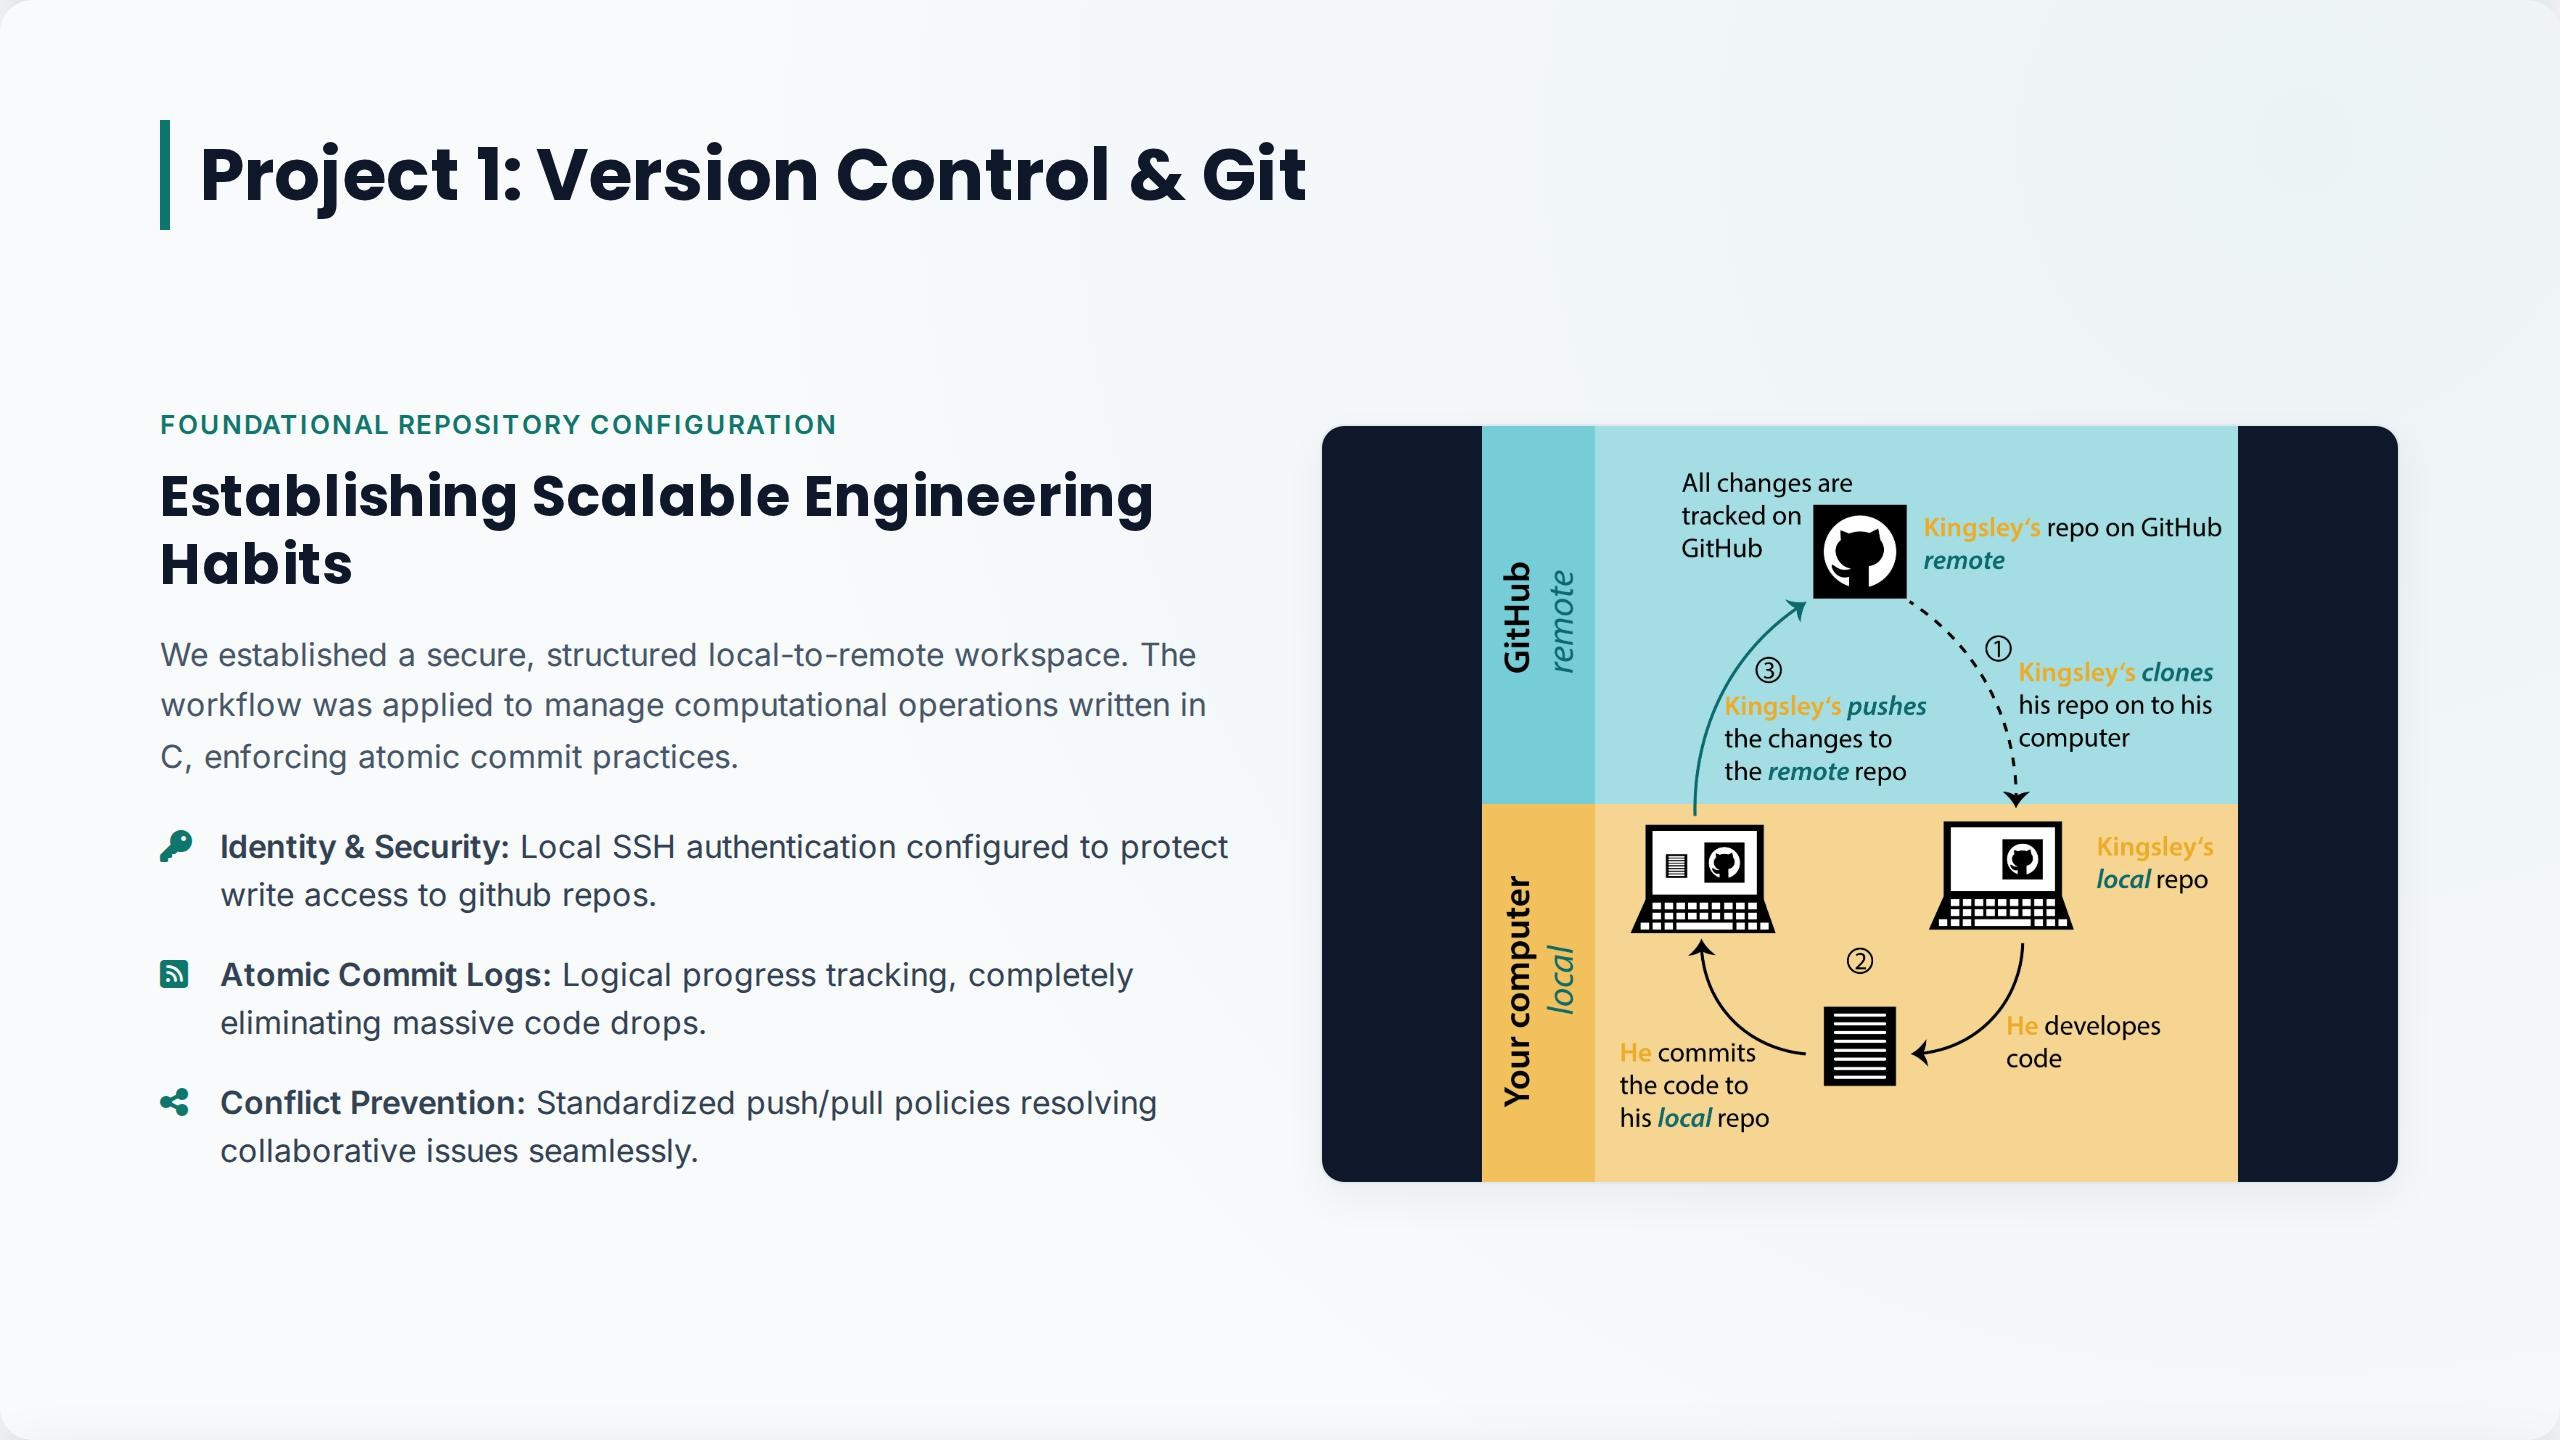 Project 1: Version Control & Git
FOUNDATIONAL REPOSITORY CONFIGURATION
Establishing Scalable Engineering
Habits
We established a secure, structured local-to-remote workspace. The
workflow was applied to manage computational operations written in
C, enforcing atomic commit practices.
Identity & Security: Local SSH authentication configured to protect
write access to github repos.
Atomic Commit Logs: Logical progress tracking, completely
eliminating massive code drops.
Conflict Prevention: Standardized push/pull policies resolving
collaborative issues seamlessly.
GitHub
remote
All changes are
tracked on
GitHub
Kingsley‘s repo on GitHub
remote
①
Kingsley‘s clones
his repo on to his
computer
③
Kingsley‘s pushes
the changes to
the remote repo
Your computer
local
Kingsley‘s
local repo
②
He developes
code
He commits
the code to
his local repo